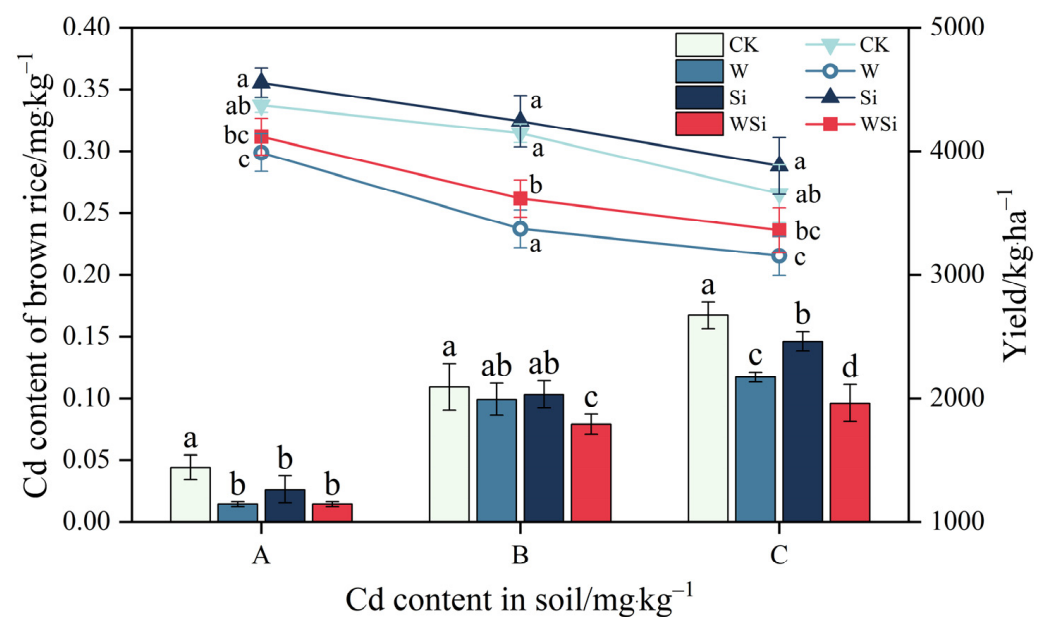 Cd content of brown rice/mg·kg⁻¹
0.40
0.35
0.30
0.25
0.20
0.15
0.10
0.05
0.00
5000
4000
3000
2000
1000
Yield/kg·ha⁻¹
CK CK
W W
Si Si
WSi WSi
a
ab
bc
c
a
a
b
a
a
ab
bc
c
a
b
b
b
a
ab
ab
c
a
c
b
d
A B C
Cd content in soil/mg·kg⁻¹